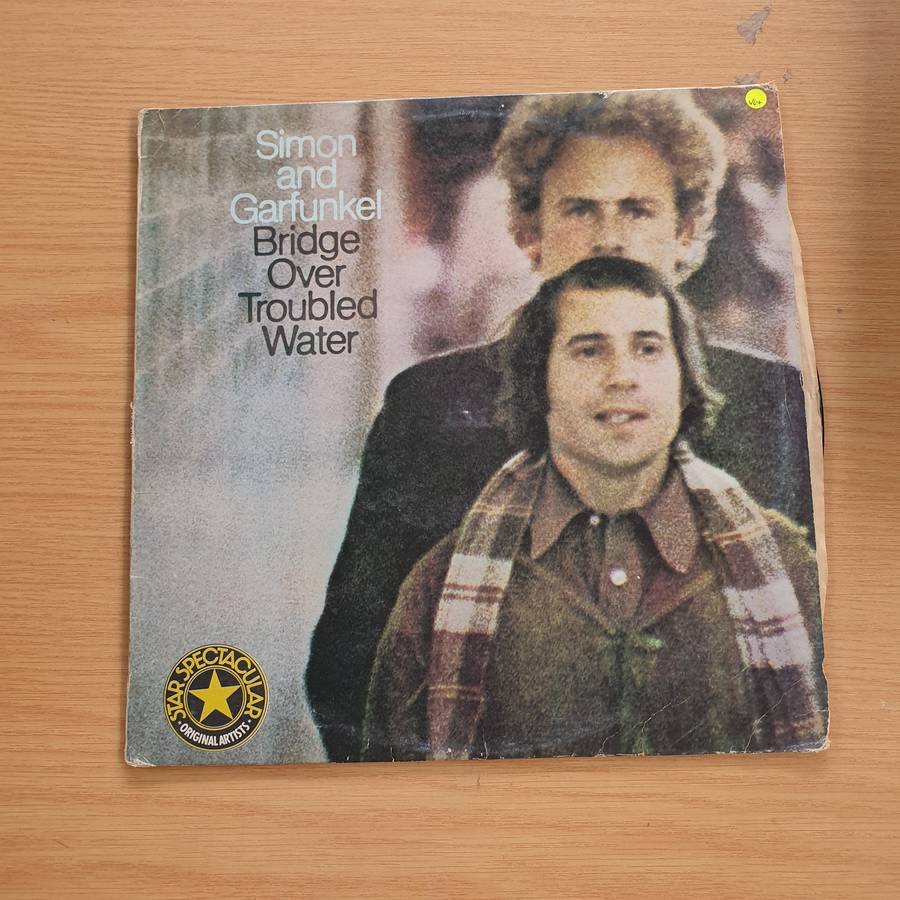 Simon
and
Garfunkel
Bridge
Over
Troubled
Water
VG+
STAR SPECTACULAR
• ORIGINAL ARTISTS •